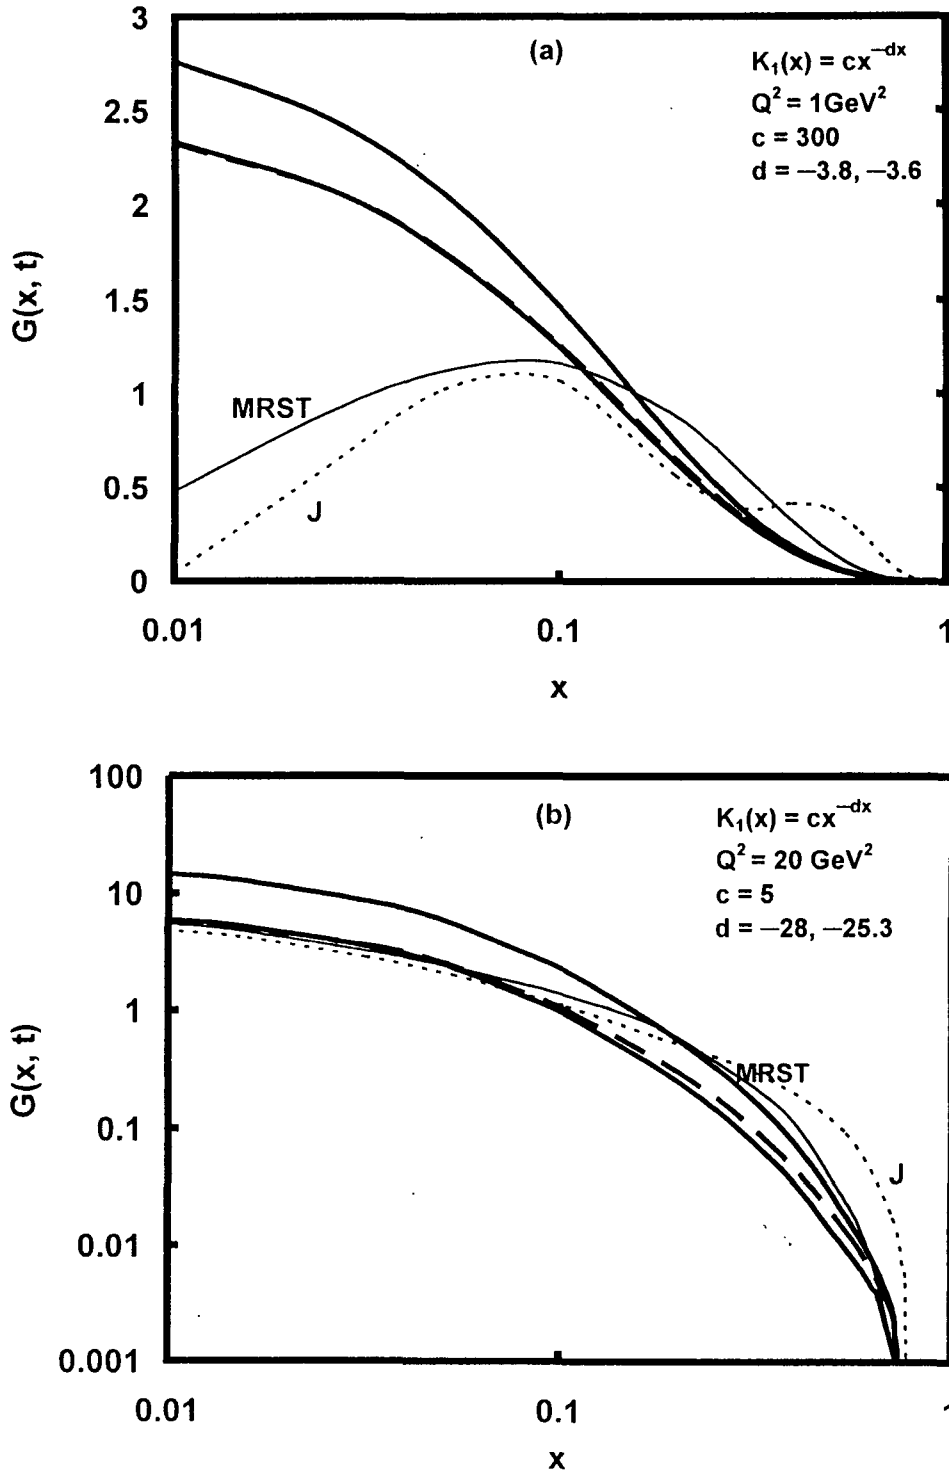 3
(a)
K₁(x) = cx⁻ᵈˣ
2.5
Q² = 1GeV²
c = 300
d = —3.8, —3.6
2
G(x, t)
1.5
1
MRST
0.5
J
0
0.01
0.1
1
x
100
(b)
K₁(x) = cx⁻ᵈˣ
Q² = 20 GeV²
10
c = 5
d = —28, —25.3
1
G(x, t)
MRST
0.1
J
0.01
0.001
0.01
0.1
1
x